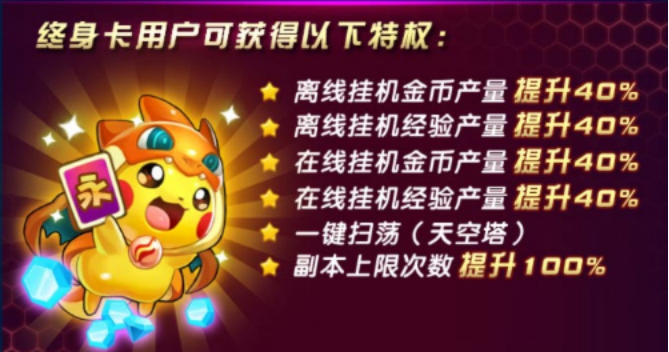 终身卡用户可获得以下特权：
离线挂机金币产量 提升40%
离线挂机经验产量 提升40%
在线挂机金币产量 提升40%
在线挂机经验产量 提升40%
永
一键扫荡（天空塔）
副本上限次数 提升100%